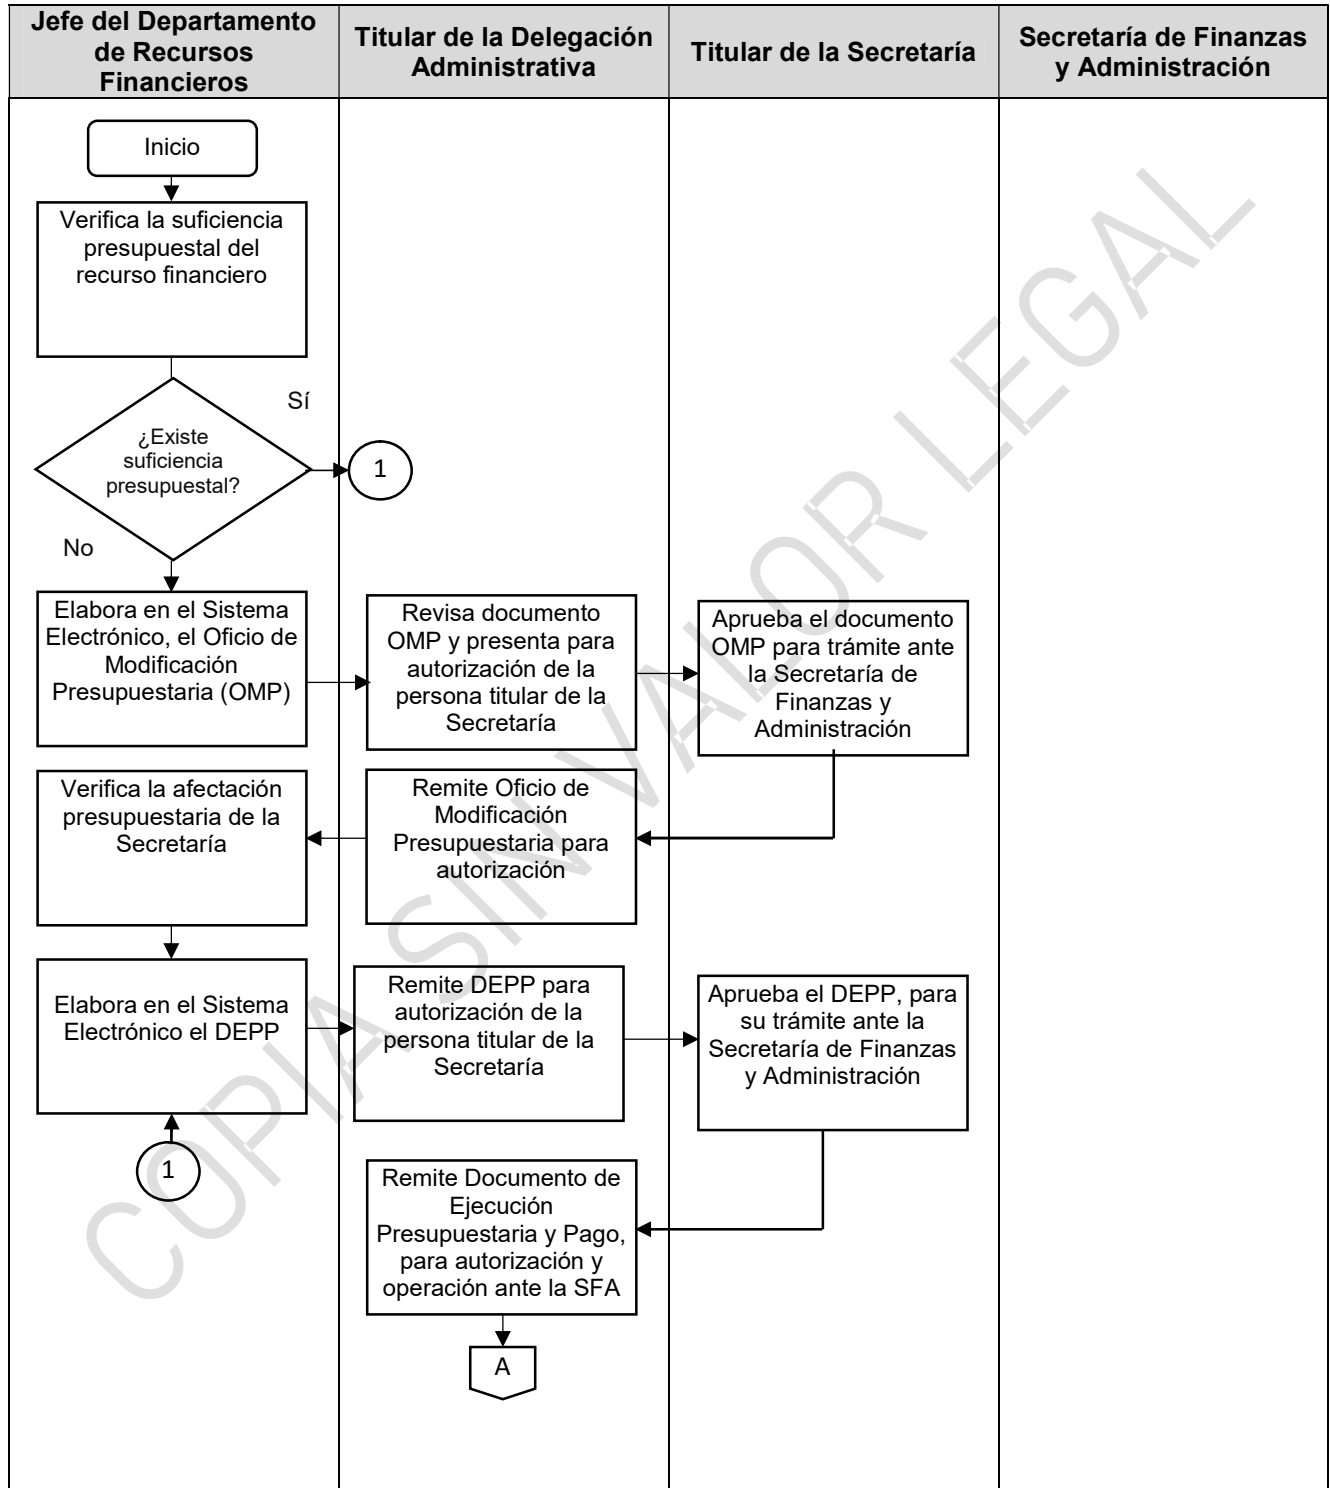 Jefe del Departamento
de Recursos
Financieros
Titular de la Delegación
Administrativa
Titular de la Secretaría
Secretaría de Finanzas
y Administración
Inicio
Verifica la suficiencia
presupuestal del
recurso financiero
Sí
¿Existe
suficiencia
presupuestal?
1
No
Elabora en el Sistema
Electrónico, el Oficio de
Modificación
Presupuestaria (OMP)
Revisa documento
OMP y presenta para
autorización de la
persona titular de la
Secretaría
Aprueba el documento
OMP para trámite ante
la Secretaría de
Finanzas y
Administración
Verifica la afectación
presupuestaria de la
Secretaría
Remite Oficio de
Modificación
Presupuestaria para
autorización
Elabora en el Sistema
Electrónico el DEPP
Remite DEPP para
autorización de la
persona titular de la
Secretaría
Aprueba el DEPP, para
su trámite ante la
Secretaría de Finanzas
y Administración
1
Remite Documento de
Ejecución
Presupuestaria y Pago,
para autorización y
operación ante la SFA
A
COPIA SIN VALOR LEGAL